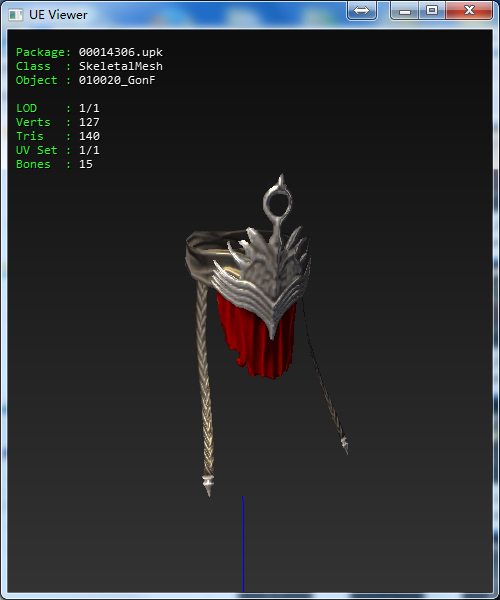 UE Viewer
Package: 00014306.upk
Class  : SkeletalMesh
Object : 010020_GonF
LOD    : 1/1
Verts  : 127
Tris   : 140
UV Set : 1/1
Bones  : 15